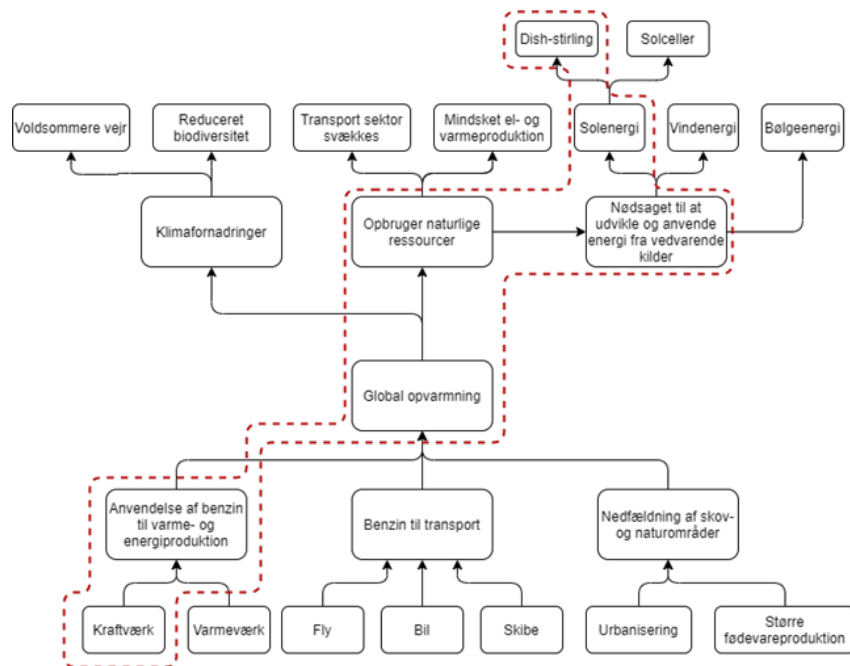 Dish-stirling
Solceller
Voldsommere vejr
Reduceret
biodiversitet
Transport sektor
svækkes
Mindsket el- og
varmeproduktion
Solenergi
Vindenergi
Bølgeenergi
Klimafornadringer
Opbruger naturlige
ressourcer
Nødsaget til at
udvikle og anvende
energi fra vedvarende
kilder
Global opvarmning
Anvendelse af benzin
til varme- og
energiproduktion
Benzin til transport
Nedfældning af skov-
og naturområder
Kraftværk
Varmeværk
Fly
Bil
Skibe
Urbanisering
Større
fødevareproduktion